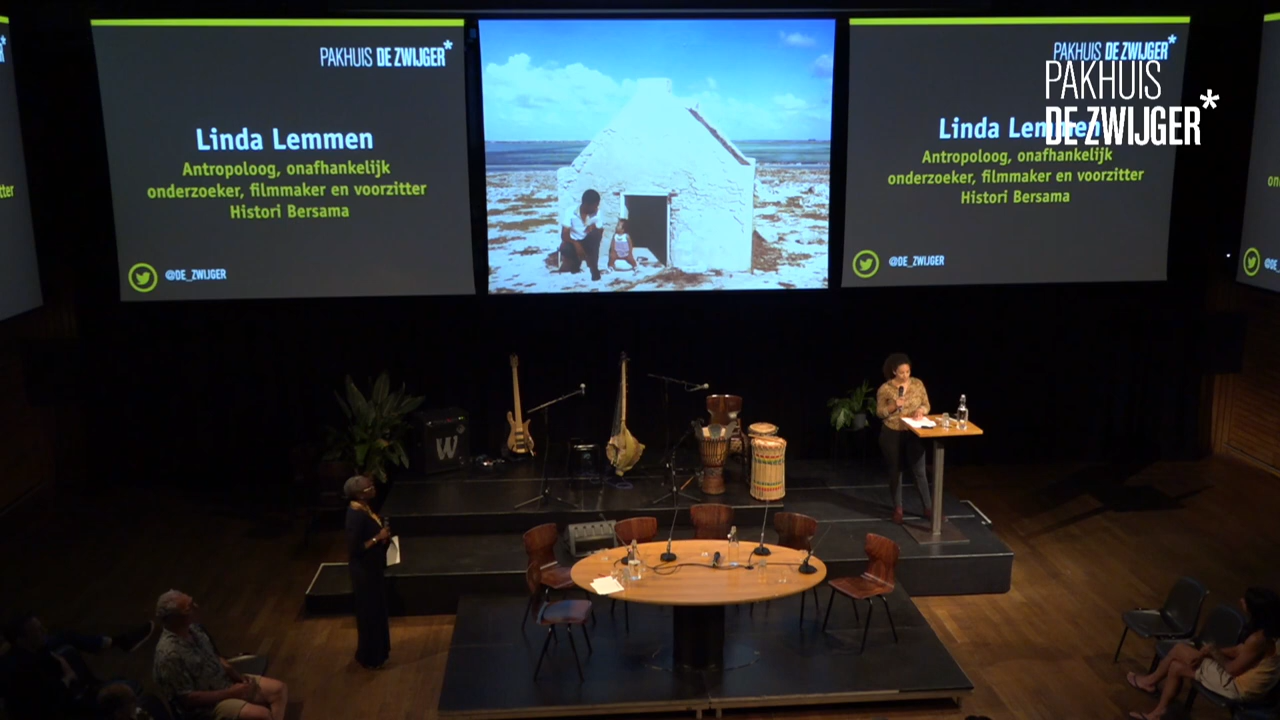 PAKHUIS DE ZWIJGER*
Linda Lemmen
Antropoloog, onafhankelijk
onderzoeker, filmmaker en voorzitter
Histori Bersama
@DE_ZWIJGER
W
PAKHUIS DE ZWIJGER*
Linda Lemmen
Antropoloog, onafhankelijk
onderzoeker, filmmaker en voorzitter
Histori Bersama
@DE_ZWIJGER
PAKHUIS
DE ZWIJGER*